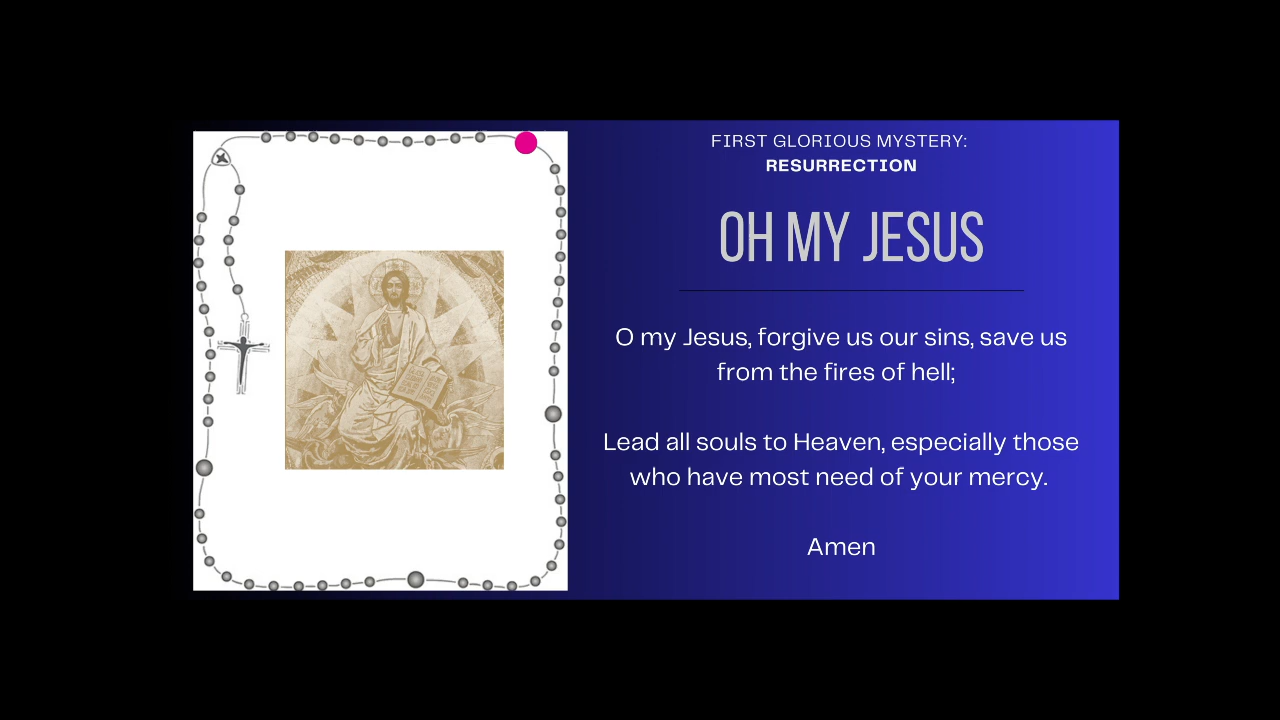 FIRST GLORIOUS MYSTERY:
RESURRECTION
OH MY JESUS
O my Jesus, forgive us our sins, save us
from the fires of hell;
Lead all souls to Heaven, especially those
who have most need of your mercy.
Amen